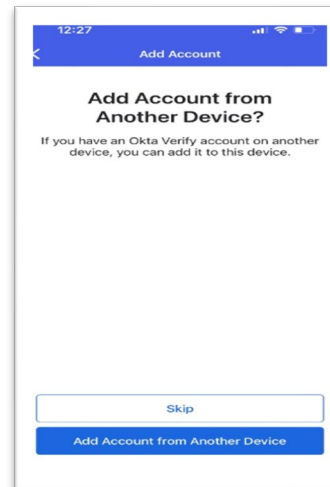 12:27
Add Account
Add Account from
Another Device?
If you have an Okta Verify account on another
device, you can add it to this device.
Skip
Add Account from Another Device